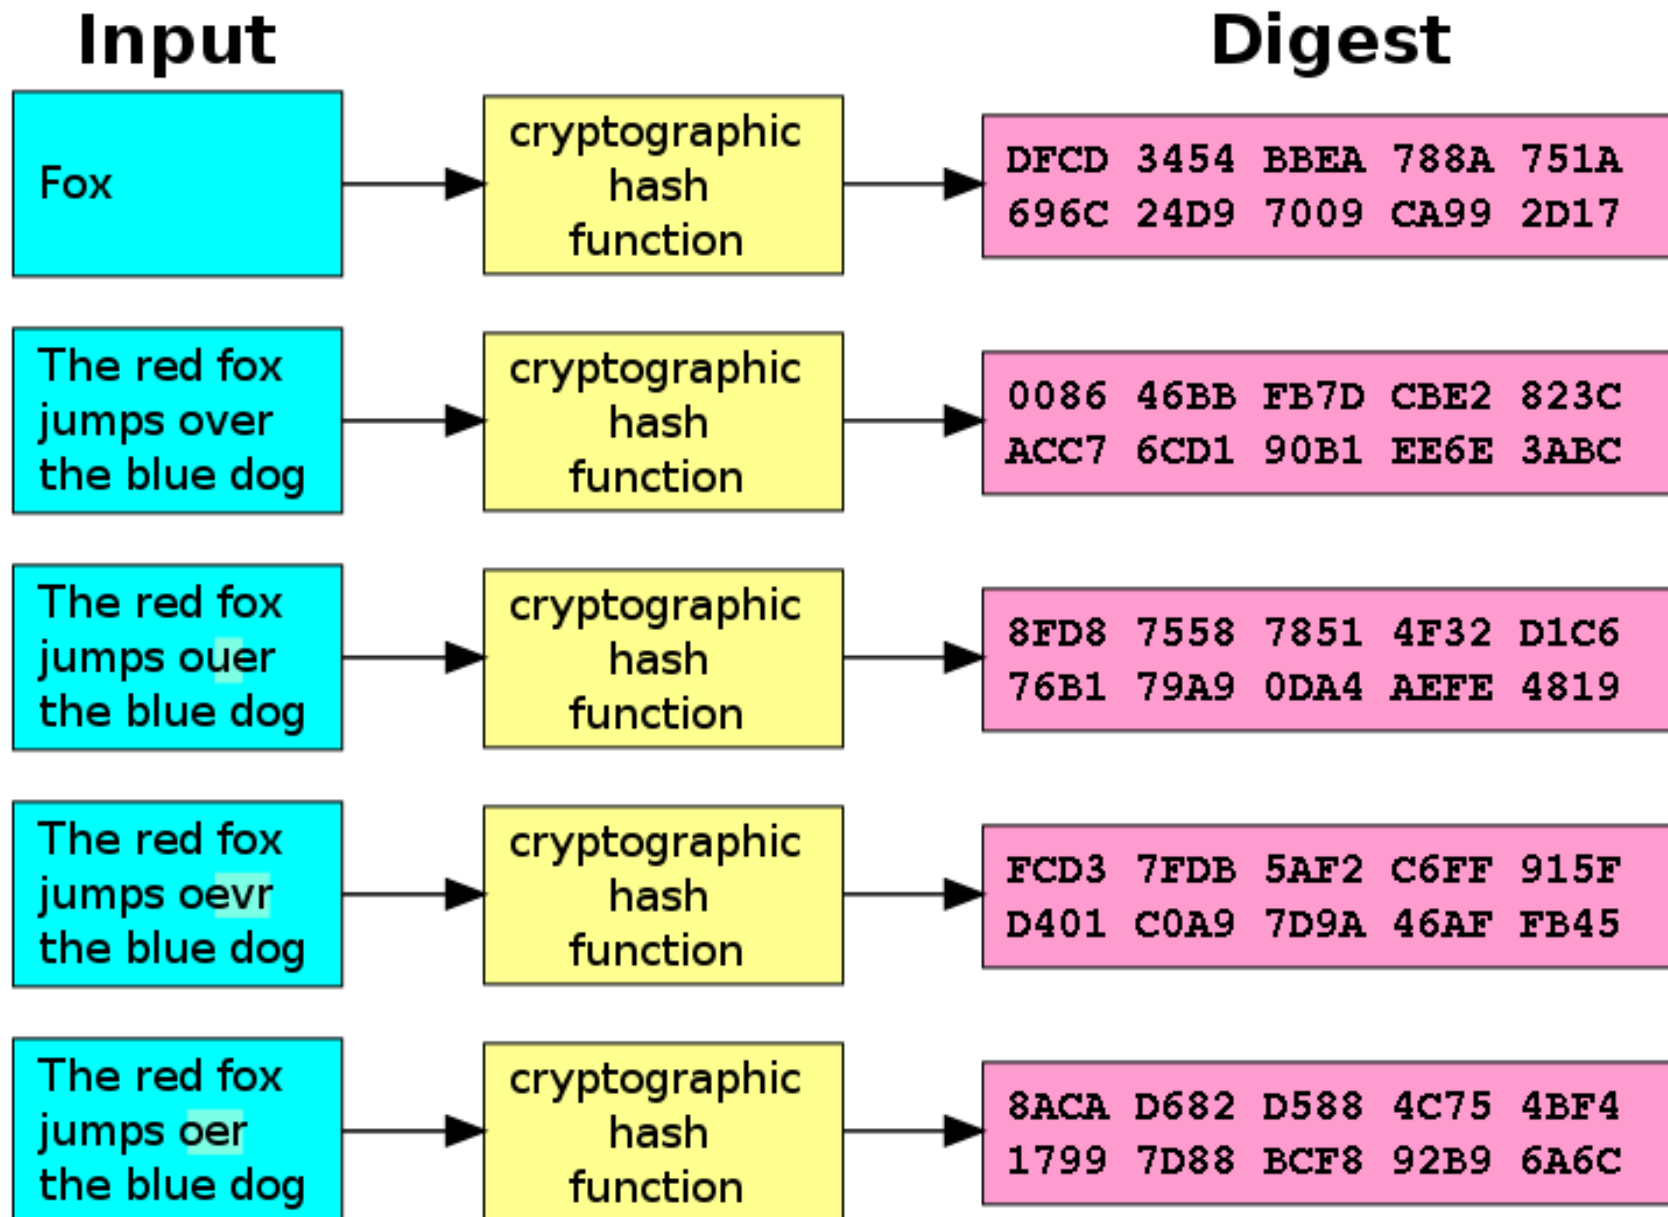 Input
Digest
Fox
cryptographic
hash
function
DFCD 3454 BBEA 788A 751A
696C 24D9 7009 CA99 2D17
The red fox
jumps over
the blue dog
cryptographic
hash
function
0086 46BB FB7D CBE2 823C
ACC7 6CD1 90B1 EE6E 3ABC
The red fox
jumps ouer
the blue dog
cryptographic
hash
function
8FD8 7558 7851 4F32 D1C6
76B1 79A9 0DA4 AEFE 4819
The red fox
jumps oevr
the blue dog
cryptographic
hash
function
FCD3 7FDB 5AF2 C6FF 915F
D401 C0A9 7D9A 46AF FB45
The red fox
jumps oer
the blue dog
cryptographic
hash
function
8ACA D682 D588 4C75 4BF4
1799 7D88 BCF8 92B9 6A6C